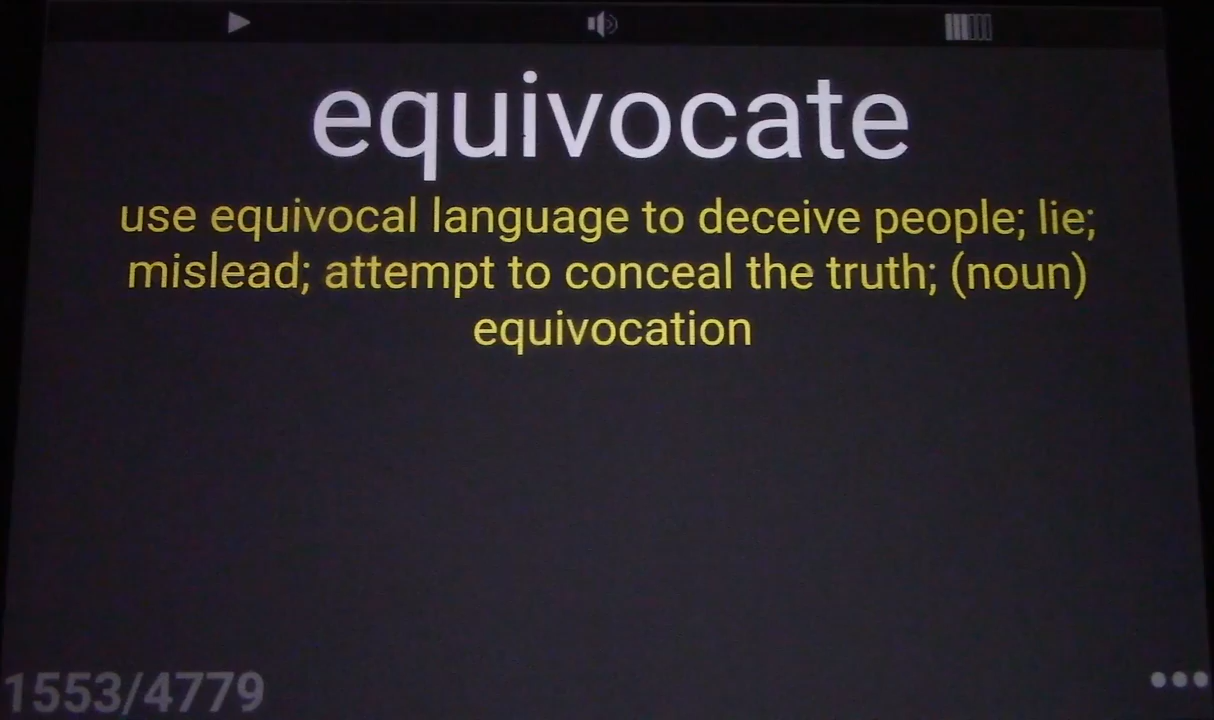 equivocate
use equivocal language to deceive people; lie;
mislead; attempt to conceal the truth; (noun)
equivocation
1553/4779